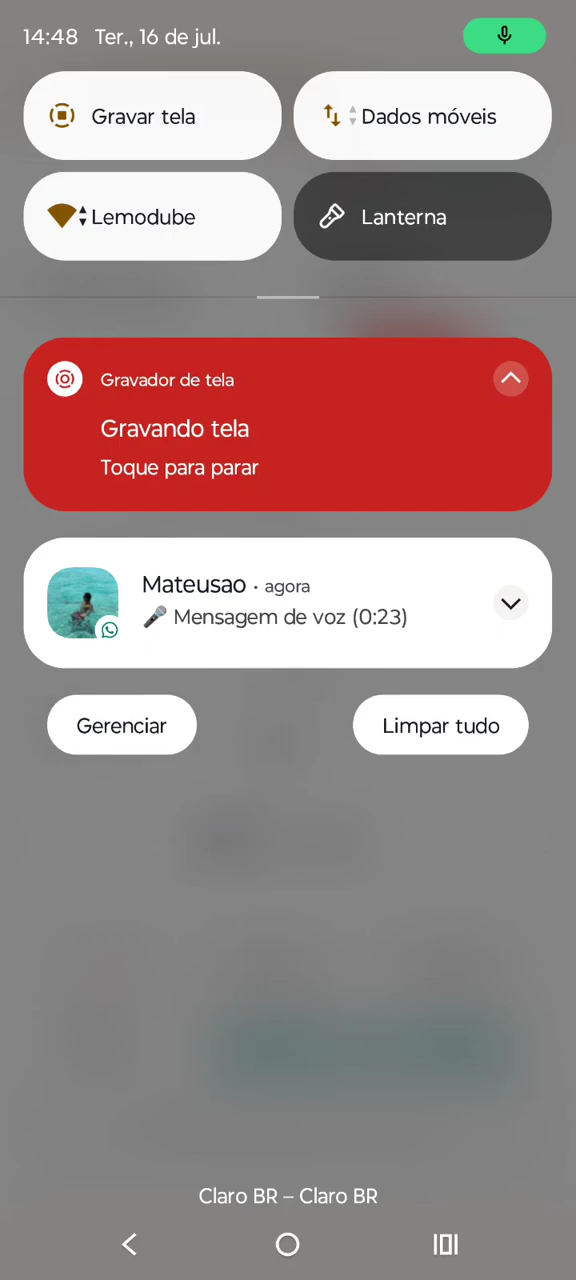 14:48 Ter., 16 de jul.
Gravar tela
Dados móveis
Lemodube
Lanterna
Gravador de tela
Gravando tela
Toque para parar
Mateusao · agora
🎤 Mensagem de voz (0:23)
Gerenciar
Limpar tudo
Claro BR – Claro BR